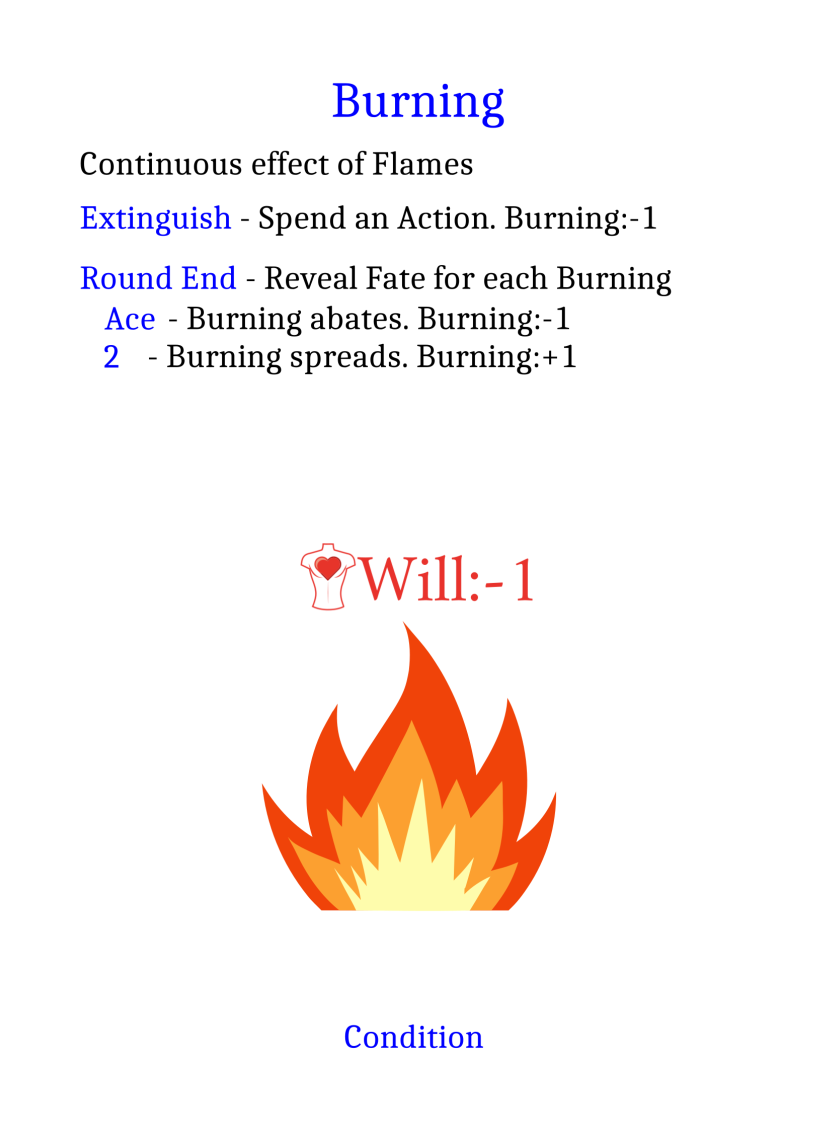 Burning
Continuous effect of Flames
Extinguish - Spend an Action. Burning:-1
Round End - Reveal Fate for each Burning
Ace - Burning abates. Burning:-1
2 - Burning spreads. Burning:+1
Will:-1
Condition